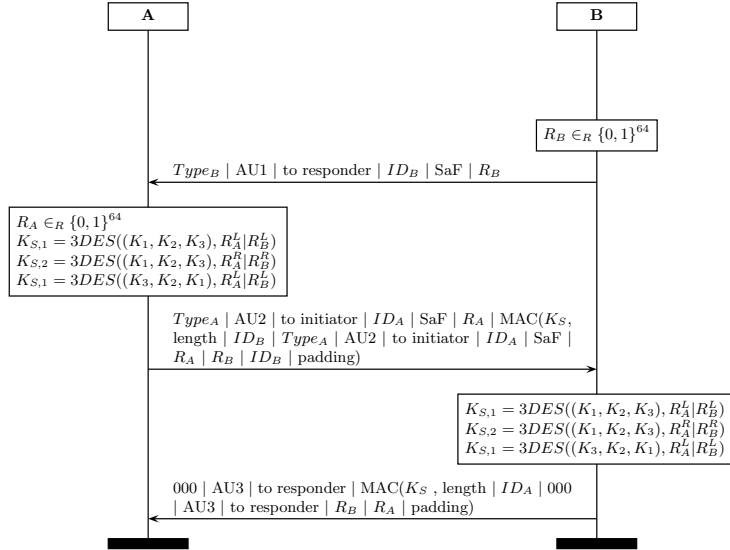 A
B
R_B ∈_R {0, 1}^64
Type_B | AU1 | to responder | ID_B | SaF | R_B
R_A ∈_R {0, 1}^64
K_{S,1} = 3DES((K_1, K_2, K_3), R_A^L|R_B^L)
K_{S,2} = 3DES((K_1, K_2, K_3), R_A^R|R_B^R)
K_{S,1} = 3DES((K_3, K_2, K_1), R_A^L|R_B^L)
Type_A | AU2 | to initiator | ID_A | SaF | R_A | MAC(K_S,
length | ID_B | Type_A | AU2 | to initiator | ID_A | SaF |
R_A | R_B | ID_B | padding)
K_{S,1} = 3DES((K_1, K_2, K_3), R_A^L|R_B^L)
K_{S,2} = 3DES((K_1, K_2, K_3), R_A^R|R_B^R)
K_{S,1} = 3DES((K_3, K_2, K_1), R_A^L|R_B^L)
000 | AU3 | to responder | MAC(K_S , length | ID_A | 000
| AU3 | to responder | R_B | R_A | padding)